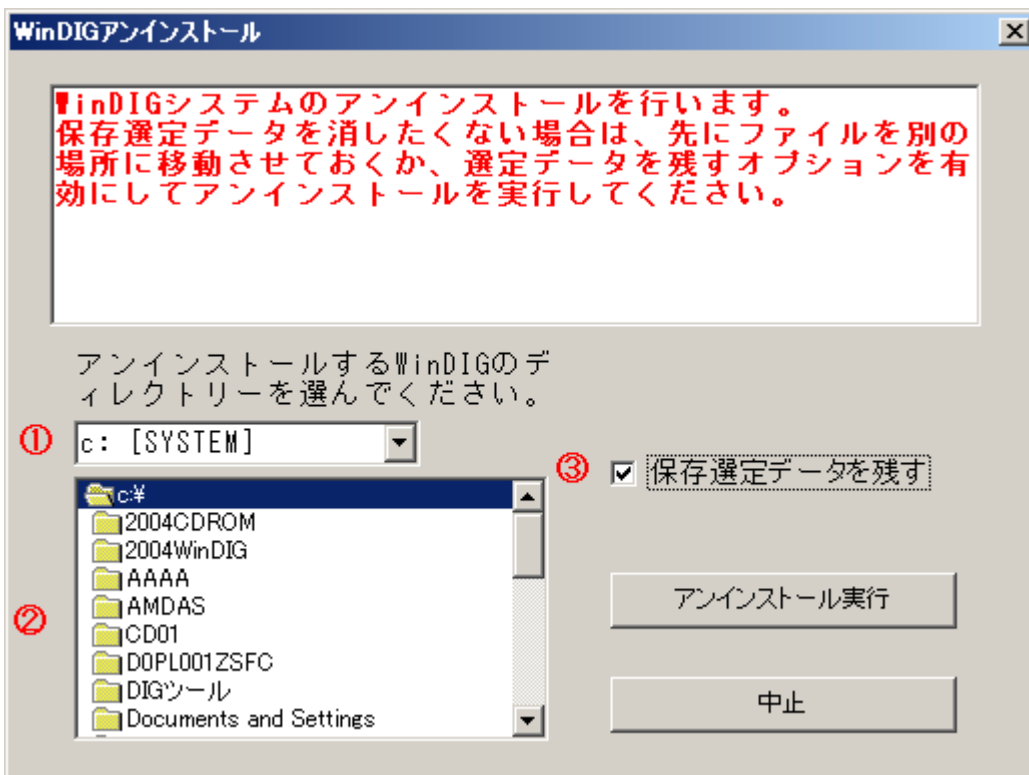 WinDIGアンインストール
WinDIGシステムのアンインストールを行います。
保存選定データを消したくない場合は、先にファイルを別の
場所に移動させておくか、選定データを残すオプションを有
効にしてアンインストールを実行してください。
アンインストールするWinDIGのデ
ィレクトリーを選んでください。
① c: [SYSTEM]
③ 保存選定データを残す
c:¥
2004CDROM
2004WinDIG
AAAA
AMDAS
② CD01
D0PL001ZSFC
DIGツール
Documents and Settings
アンインストール実行
中止